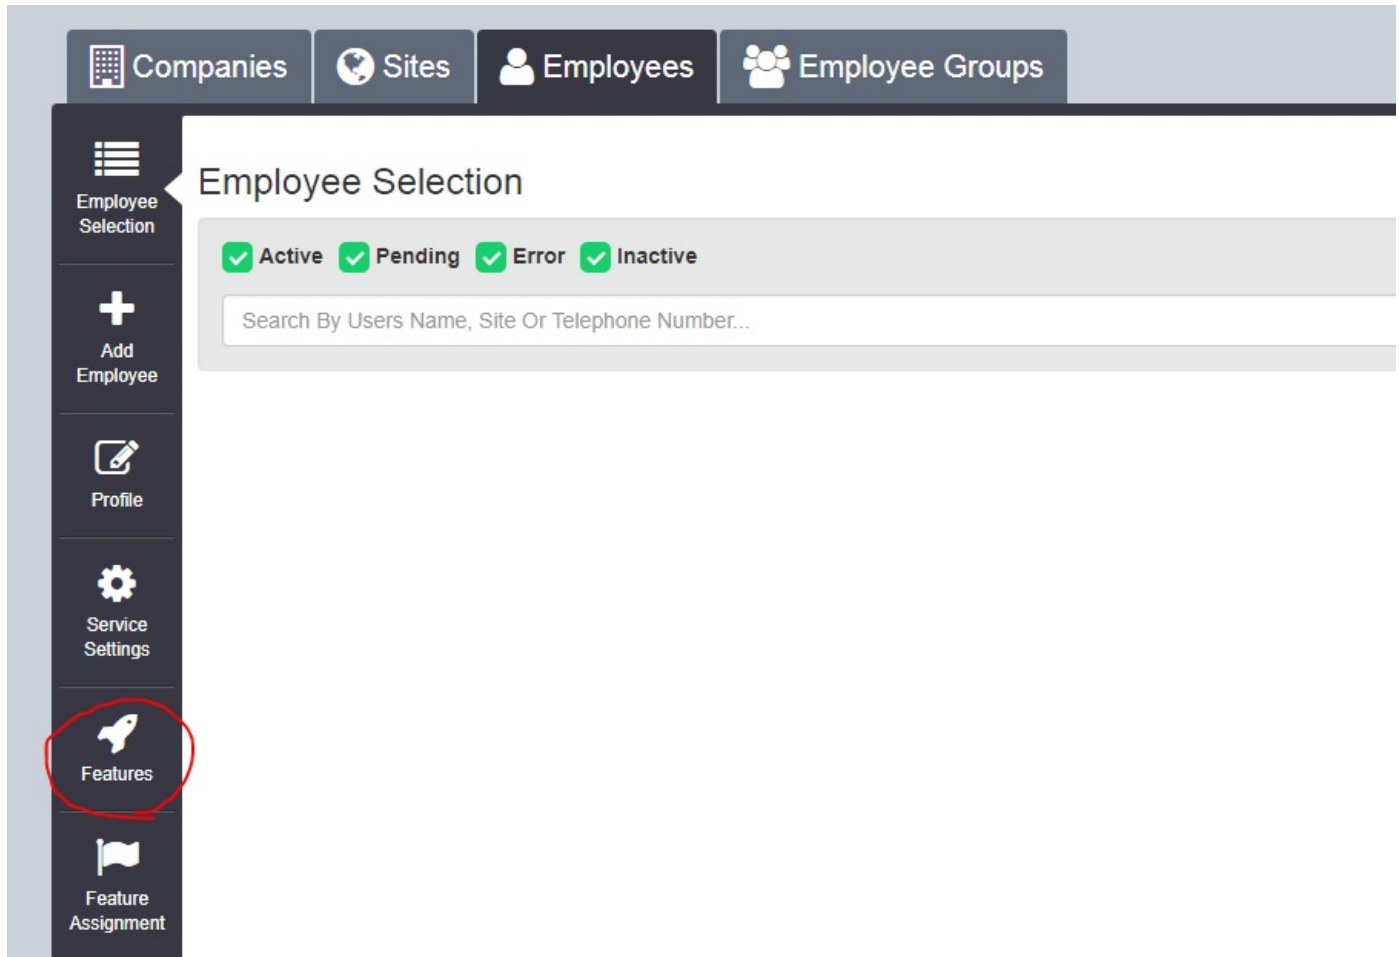 Companies
Sites
Employees
Employee Groups
Employee
Selection
Add
Employee
Profile
Service
Settings
Features
Feature
Assignment
Employee Selection
Active Pending Error Inactive
Search By Users Name, Site Or Telephone Number...